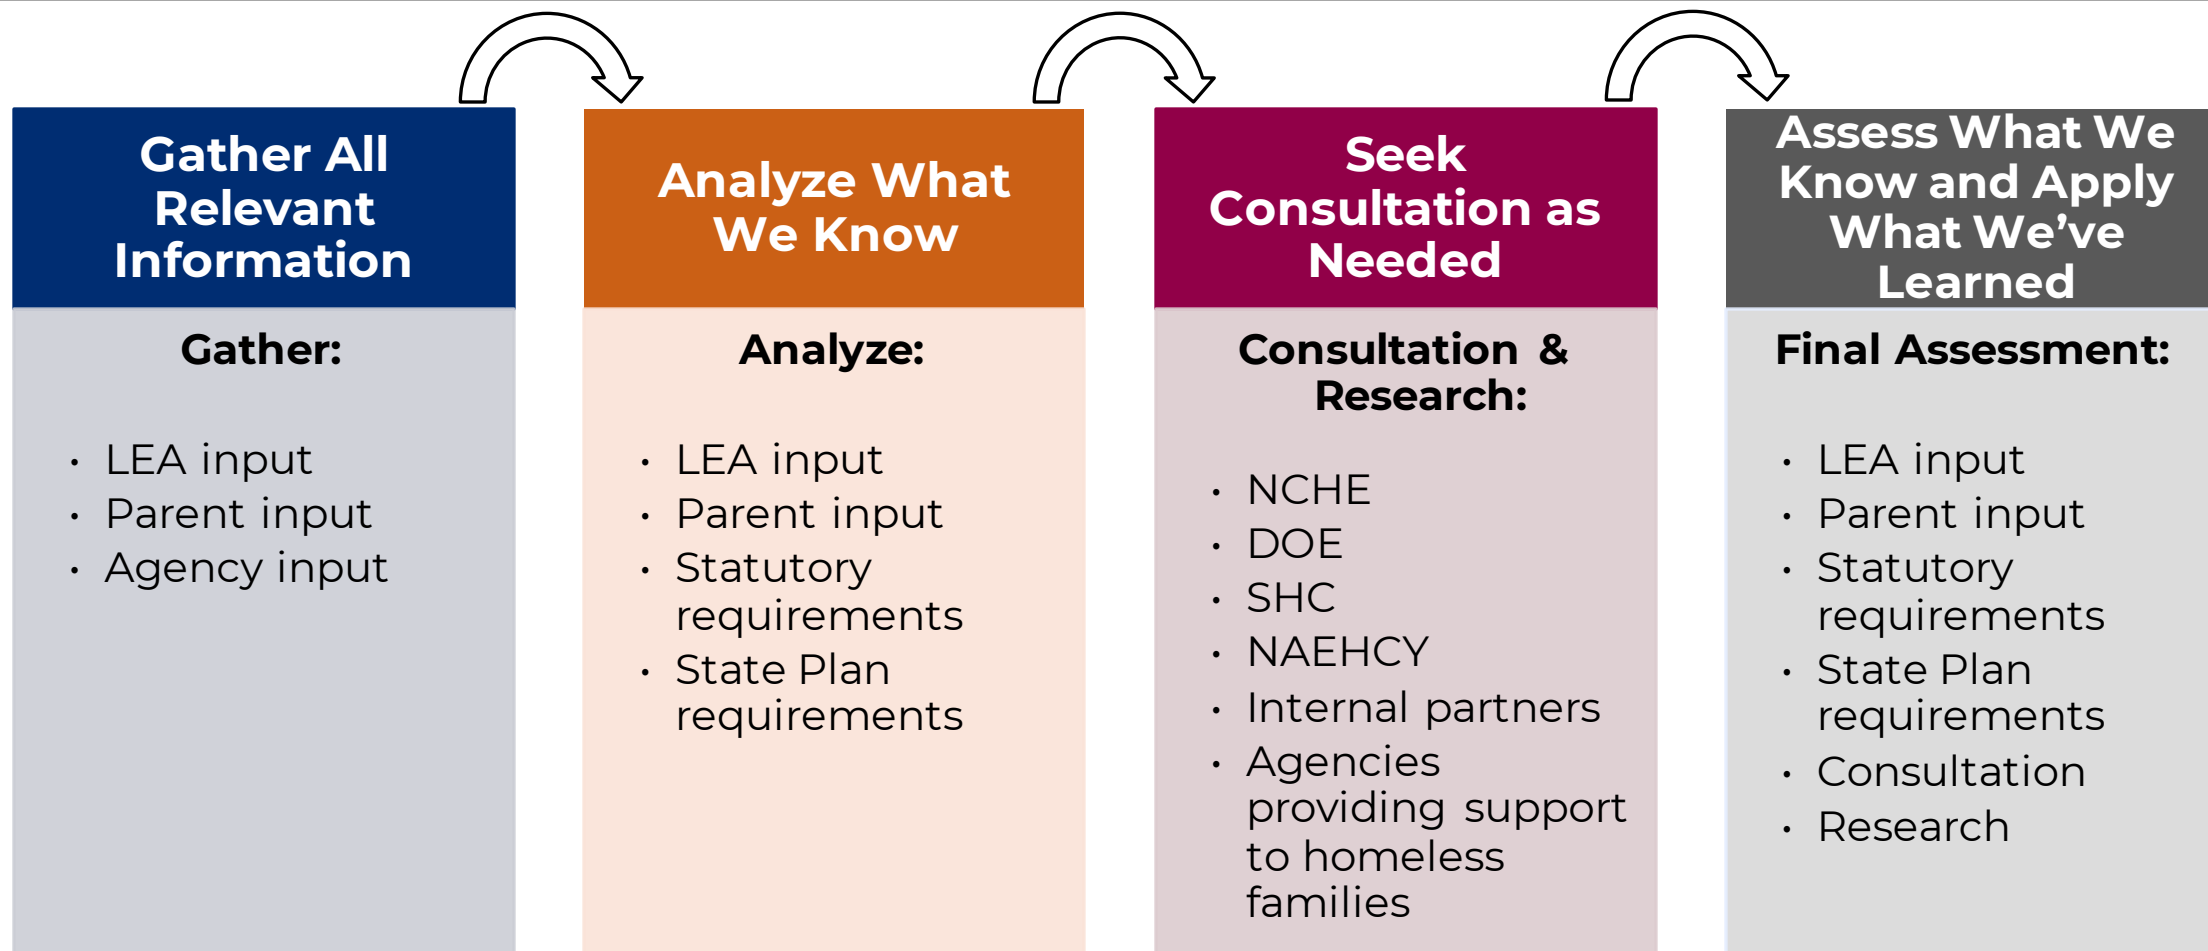 Gather All
Relevant
Information
Gather:
· LEA input
· Parent input
· Agency input
Analyze What
We Know
Analyze:
· LEA input
· Parent input
· Statutory
requirements
· State Plan
requirements
Seek
Consultation as
Needed
Consultation &
Research:
· NCHE
· DOE
· SHC
· NAEHCY
· Internal partners
· Agencies
providing support
to homeless
families
Assess What We
Know and Apply
What We’ve
Learned
Final Assessment:
· LEA input
· Parent input
· Statutory
requirements
· State Plan
requirements
· Consultation
· Research